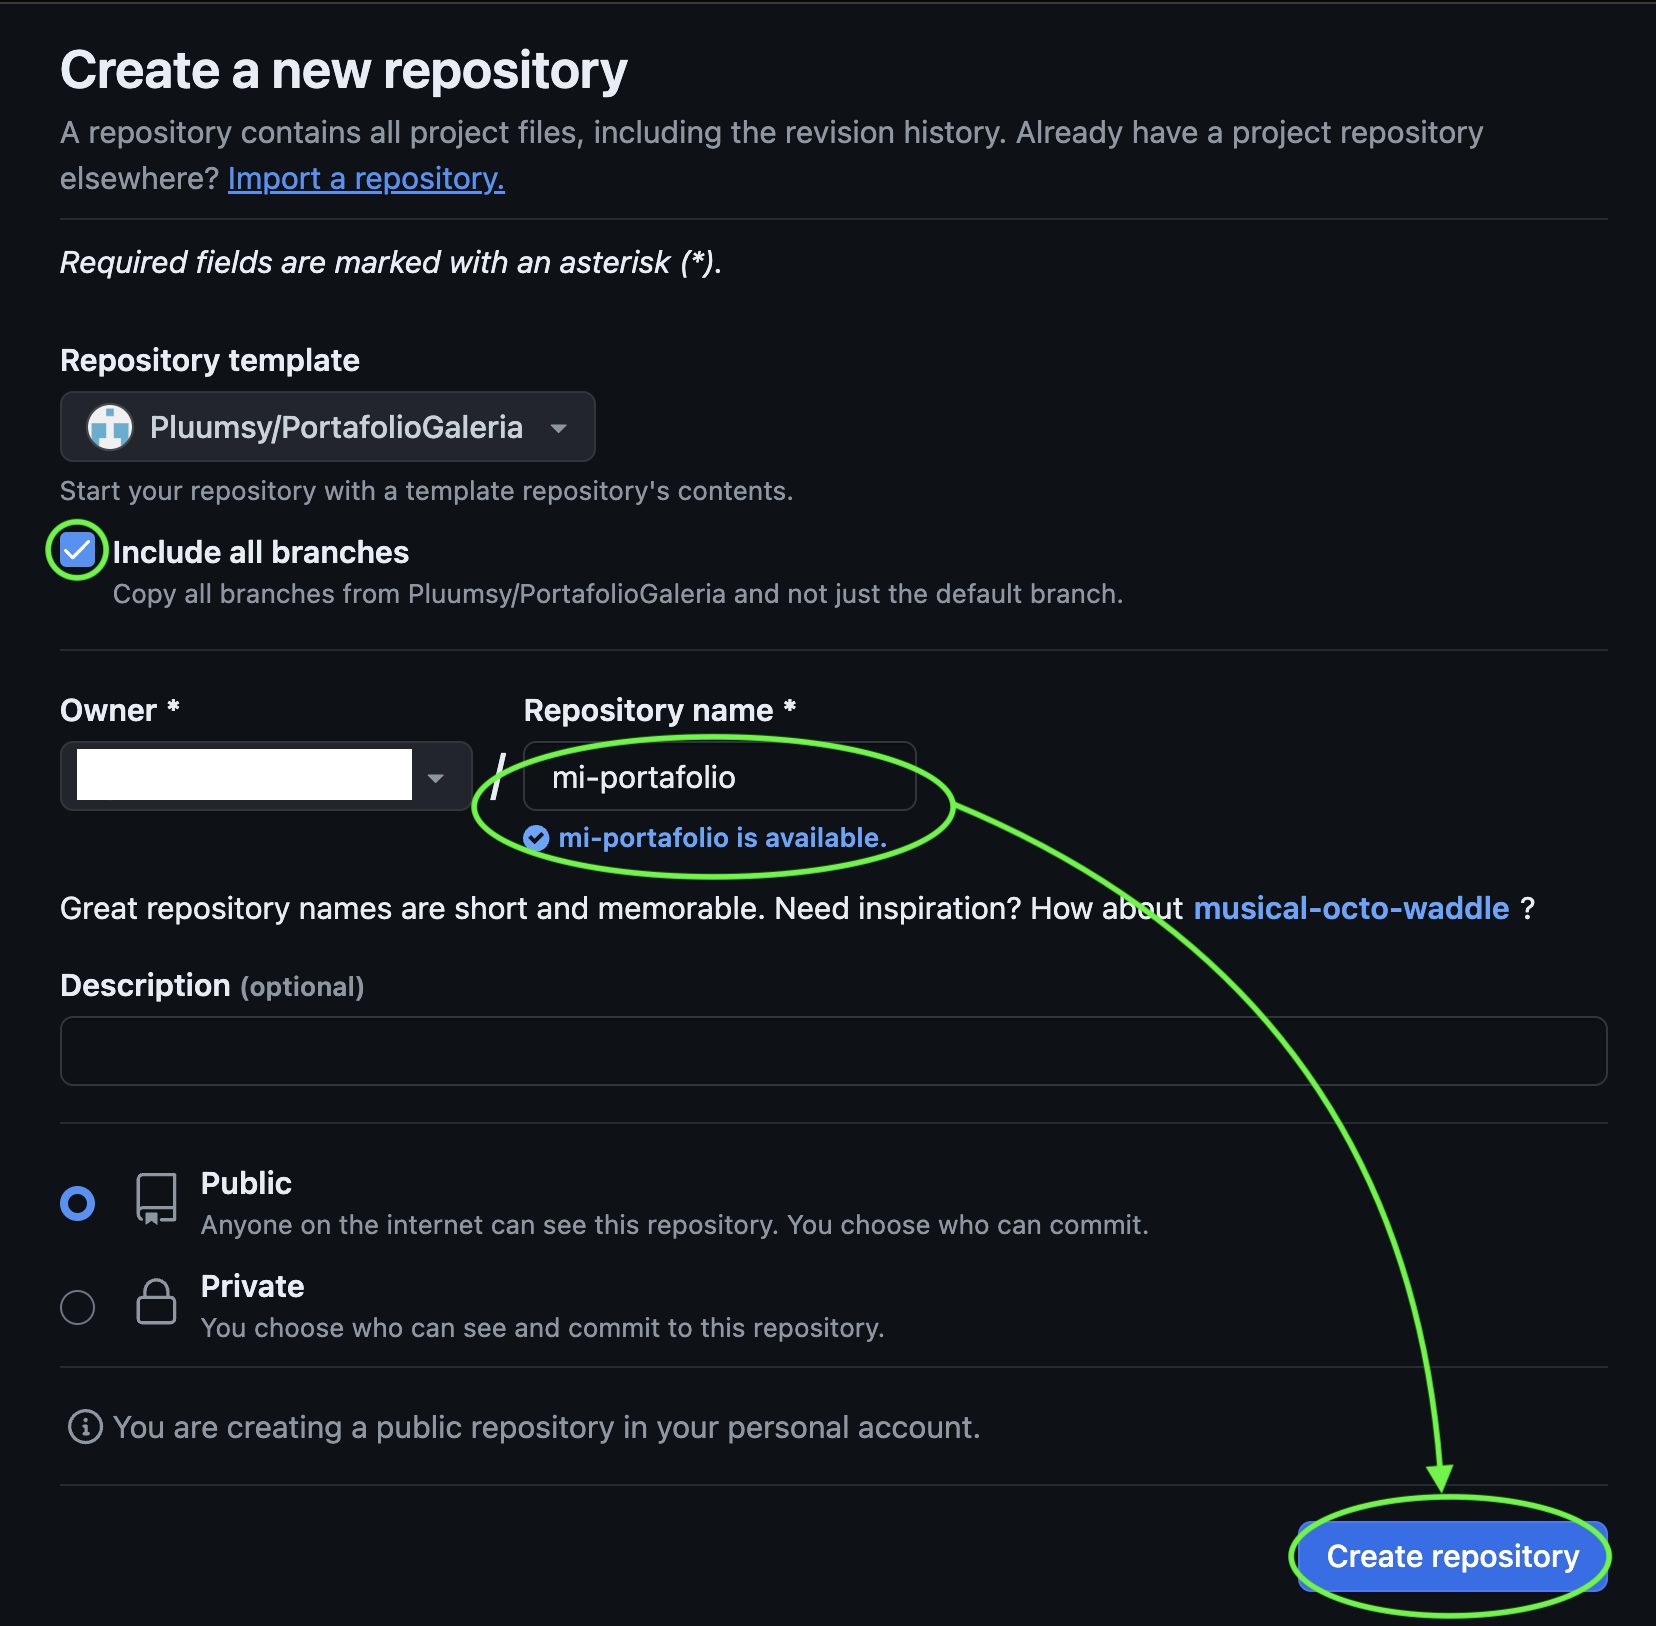 Create a new repository
A repository contains all project files, including the revision history. Already have a project repository
elsewhere? Import a repository.
Required fields are marked with an asterisk (*).
Repository template
Pluumsy/PortafolioGaleria
Start your repository with a template repository's contents.
Include all branches
Copy all branches from Pluumsy/PortafolioGaleria and not just the default branch.
Owner * Repository name *
/ mi-portafolio
mi-portafolio is available.
Great repository names are short and memorable. Need inspiration? How about musical-octo-waddle ?
Description (optional)
Public
Anyone on the internet can see this repository. You choose who can commit.
Private
You choose who can see and commit to this repository.
You are creating a public repository in your personal account.
Create repository